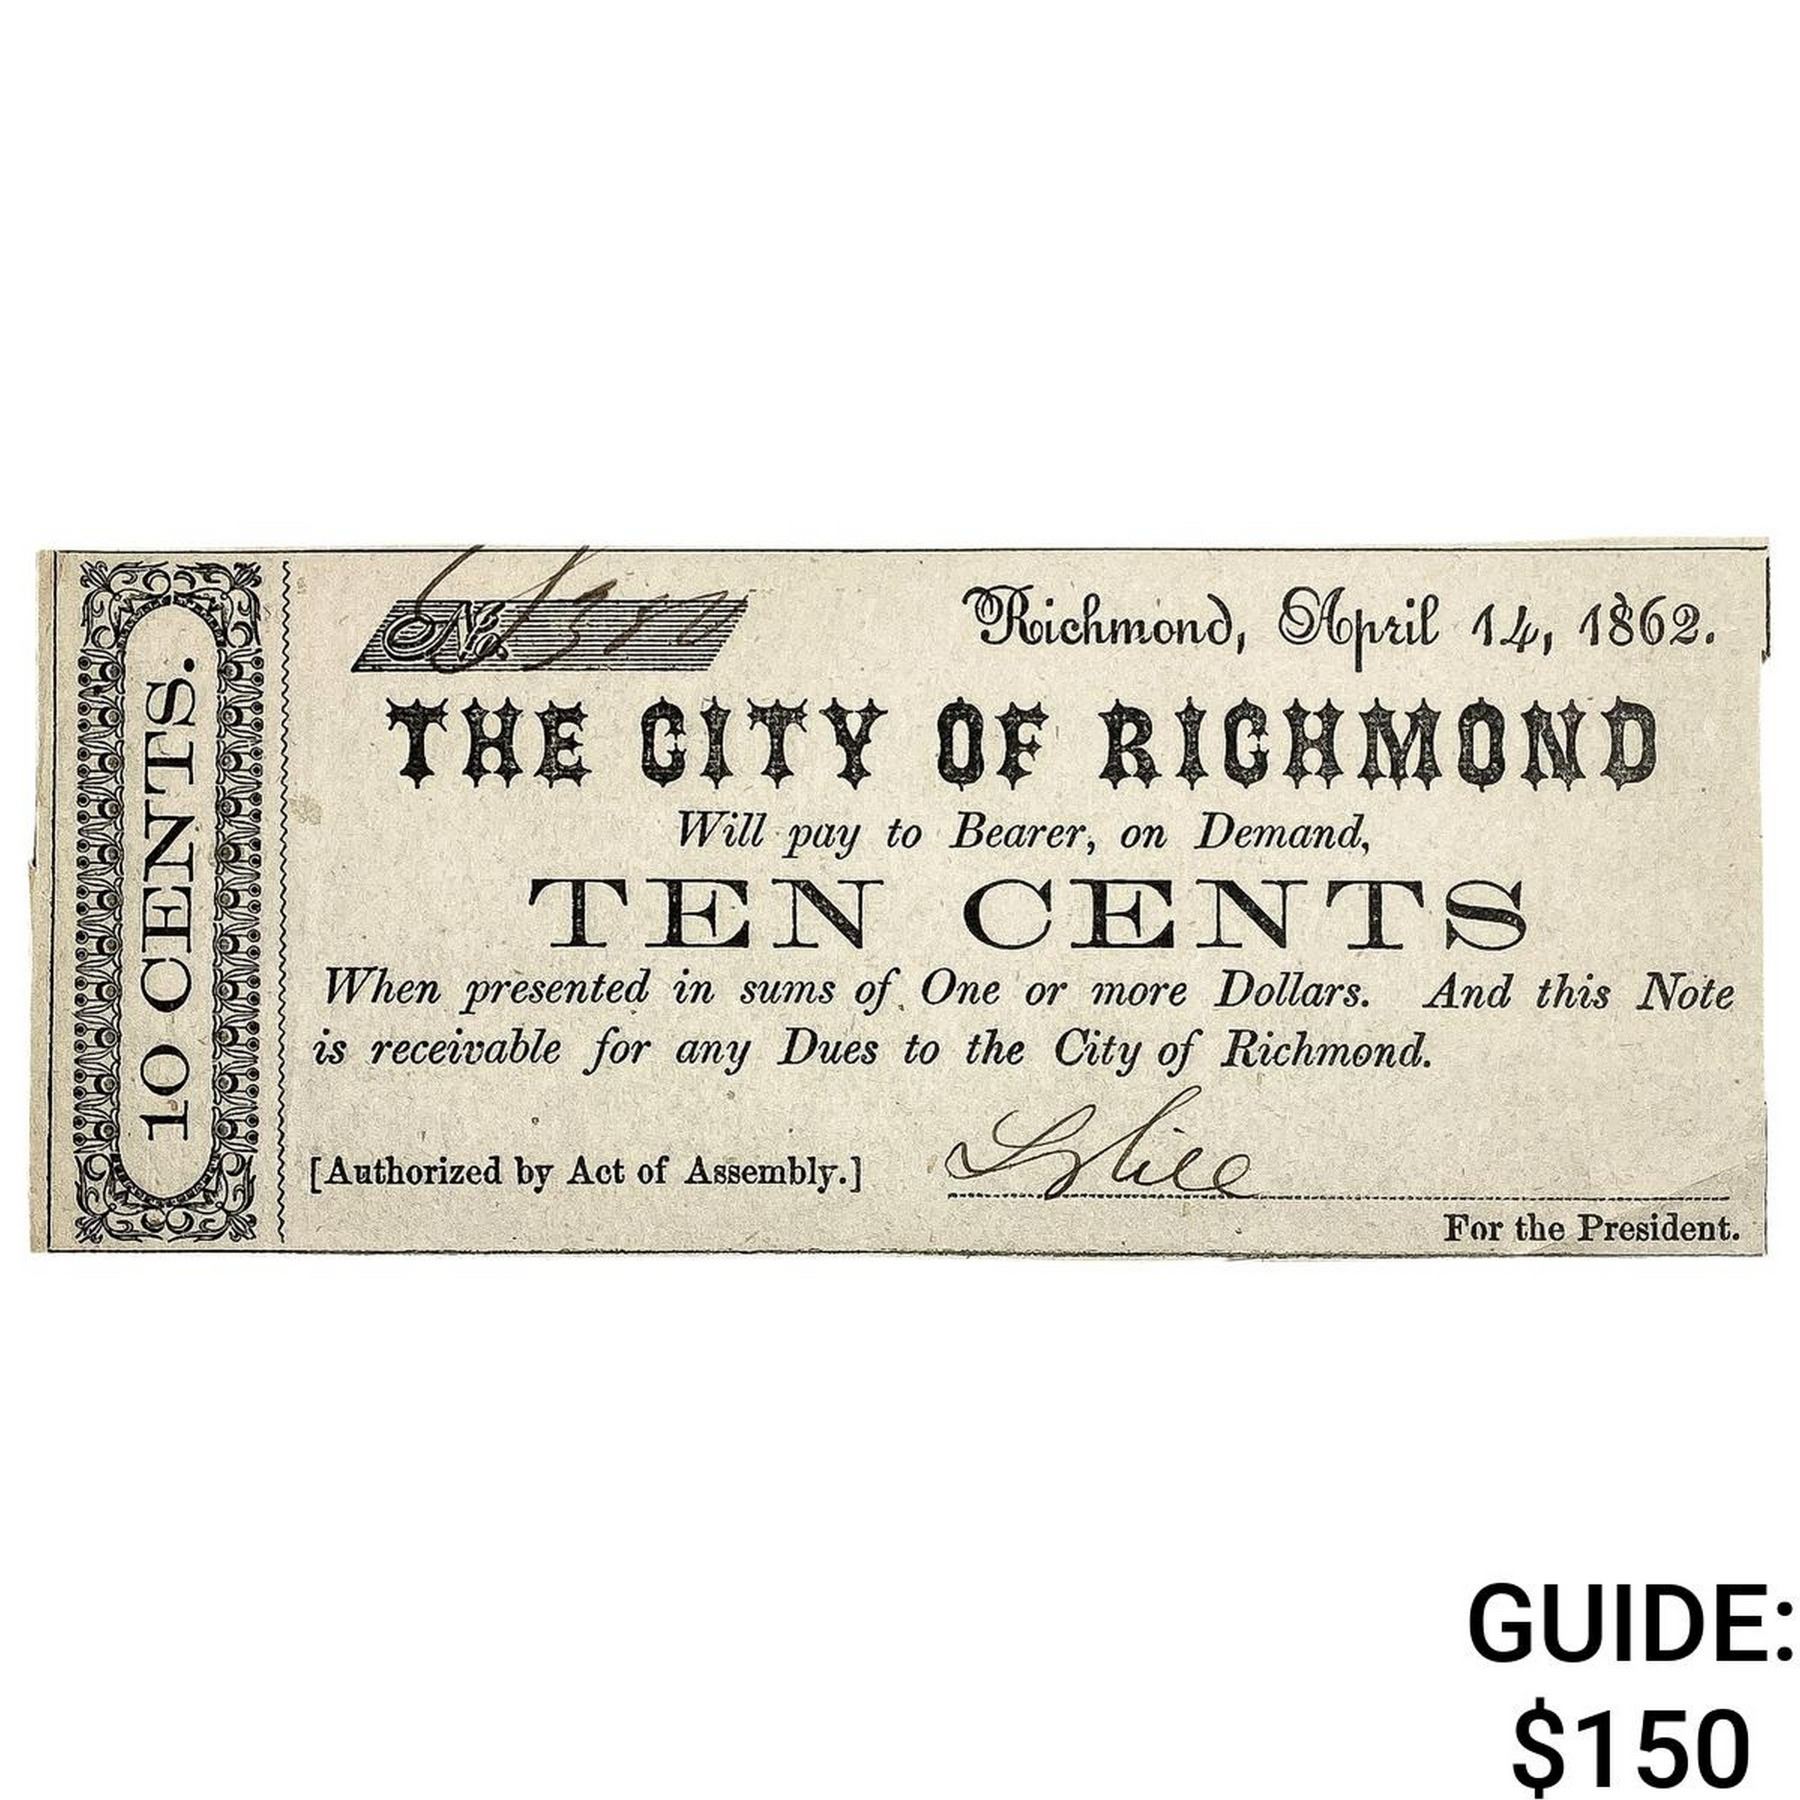 10 CENTS.
No.
Richmond, April 14, 1862.
THE CITY OF RICHMOND
Will pay to Bearer, on Demand,
TEN CENTS
When presented in sums of One or more Dollars. And this Note
is receivable for any Dues to the City of Richmond.
[Authorized by Act of Assembly.]
For the President.
GUIDE:
$150